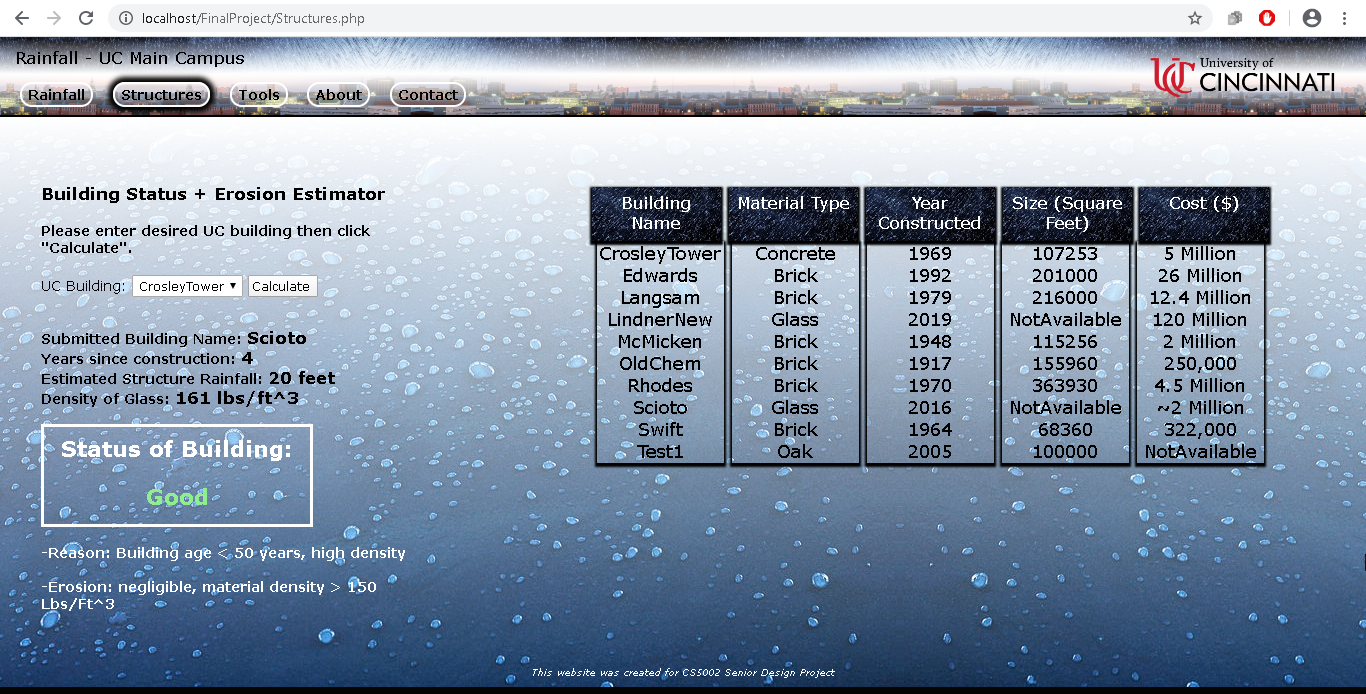 localhost/FinalProject/Structures.php
Rainfall - UC Main Campus
Rainfall Structures Tools About Contact
University of
CINCINNATI
Building Status + Erosion Estimator
Please enter desired UC building then click
"Calculate".
UC Building: CrosleyTower Calculate
Submitted Building Name: Scioto
Years since construction: 4
Estimated Structure Rainfall: 20 feet
Density of Glass: 161 lbs/ft^3
Status of Building:
Good
-Reason: Building age < 50 years, high density
-Erosion: negligible, material density > 150
Lbs/Ft^3
Building Name Material Type Year Constructed Size (Square Feet) Cost ($)
CrosleyTower Concrete 1969 107253 5 Million
Edwards Brick 1992 201000 26 Million
Langsam Brick 1979 216000 12.4 Million
LindnerNew Glass 2019 NotAvailable 120 Million
McMicken Brick 1948 115256 2 Million
OldChem Brick 1917 155960 250,000
Rhodes Brick 1970 363930 4.5 Million
Scioto Glass 2016 NotAvailable ~2 Million
Swift Brick 1964 68360 322,000
Test1 Oak 2005 100000 NotAvailable
This website was created for CS5002 Senior Design Project